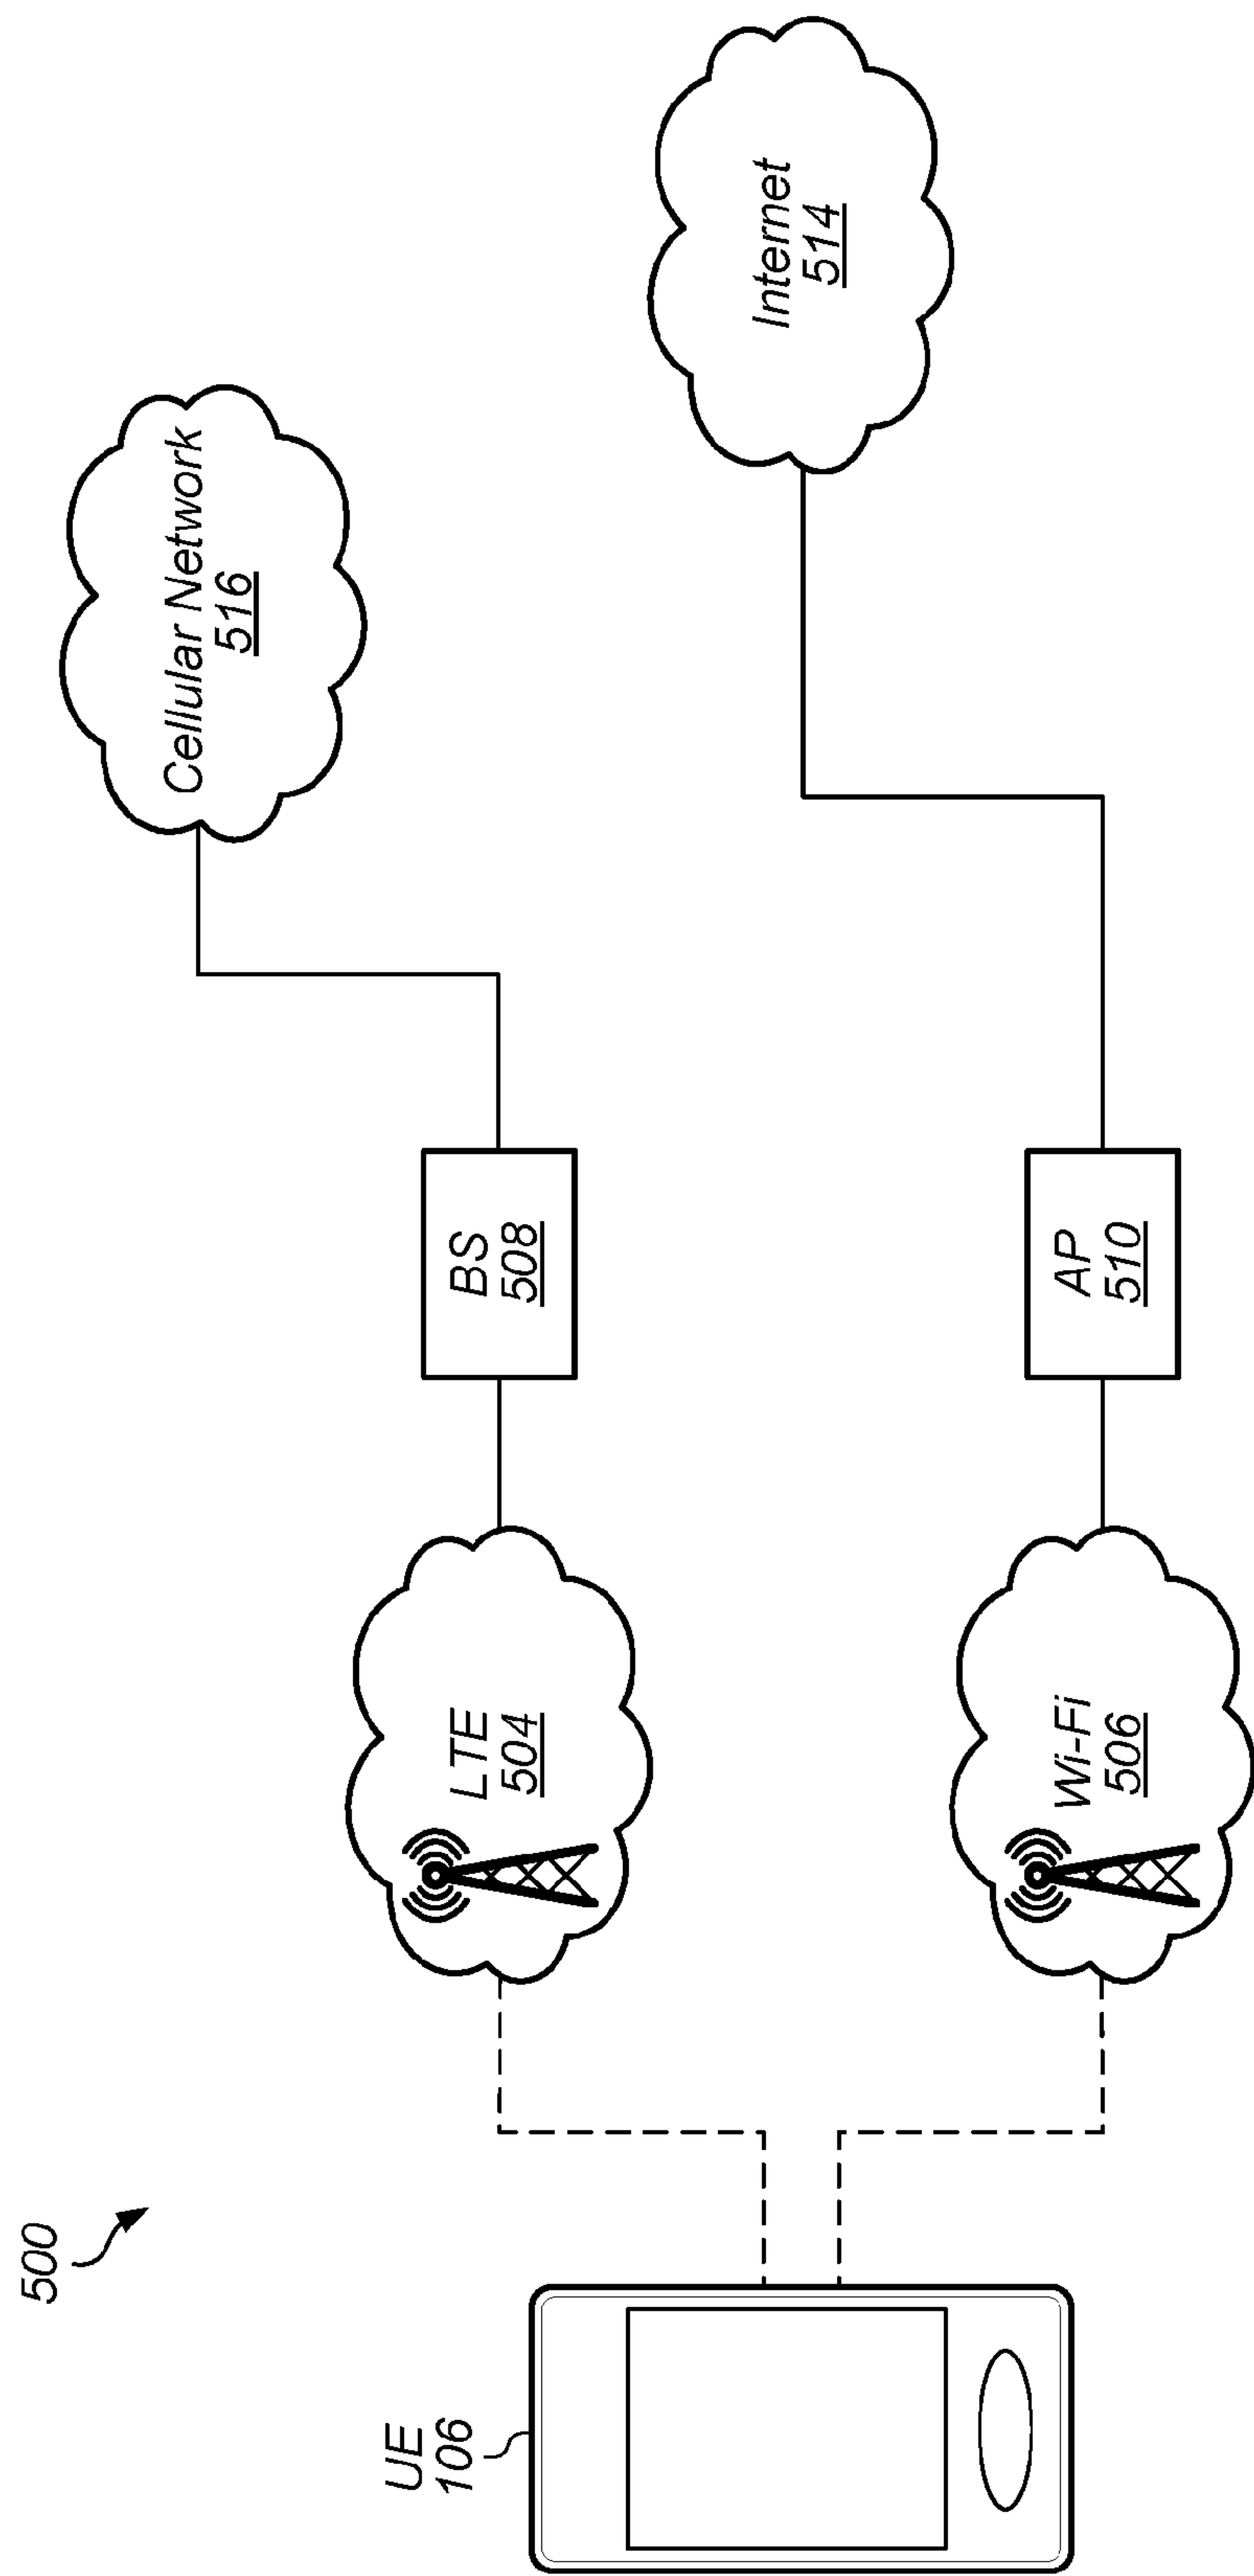 500
UE
106
LTE
504
BS
508
Cellular Network
516
Wi-Fi
506
AP
510
Internet
514